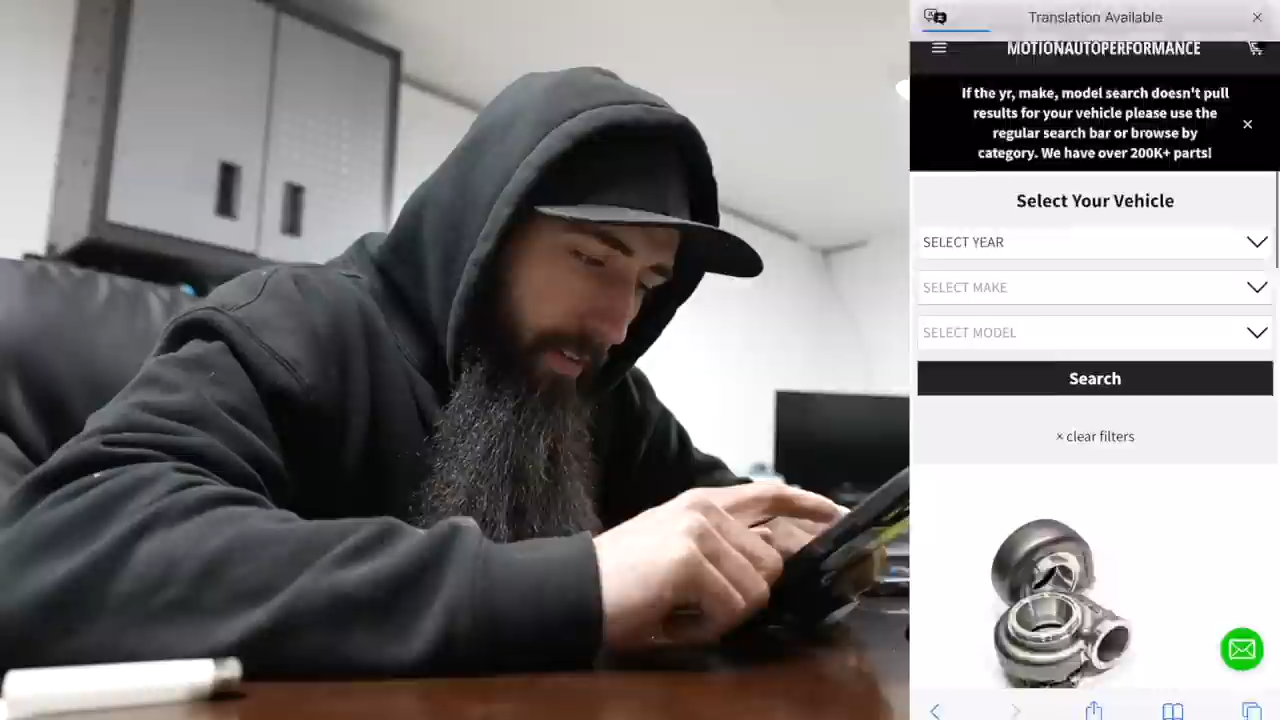 Translation Available
MOTIONAUTOPERFORMANCE
If the yr, make, model search doesn't pull
results for your vehicle please use the
regular search bar or browse by
category. We have over 200K+ parts!
Select Your Vehicle
SELECT YEAR
SELECT MAKE
SELECT MODEL
Search
× clear filters